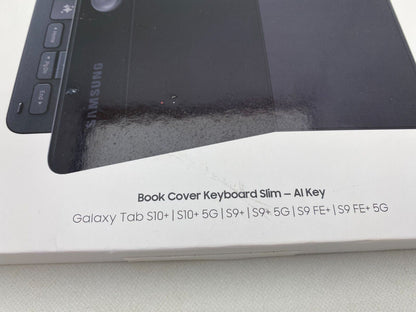 SAMSUNG
Book Cover Keyboard Slim – AI Key
Galaxy Tab S10+ | S10+ 5G | S9+ | S9+ 5G | S9 FE+ | S9 FE+ 5G